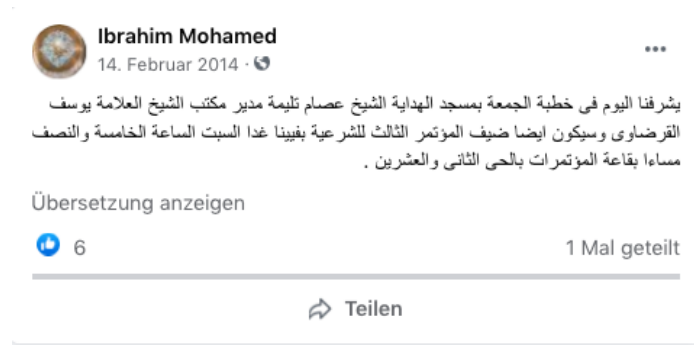 Ibrahim Mohamed
14. Februar 2014 ·
يشرفنا اليوم فى خطبة الجمعة بمسجد الهداية الشيخ عصام تليمة مدير مكتب الشيخ العلامة يوسف
القرضاوى وسيكون ايضا ضيف المؤتمر الثالث للشرعية بفيينا غدا السبت الساعة الخامسة والنصف
مساءا بقاعة المؤتمرات بالحى الثانى والعشرين .
Übersetzung anzeigen
6
1 Mal geteilt
Teilen